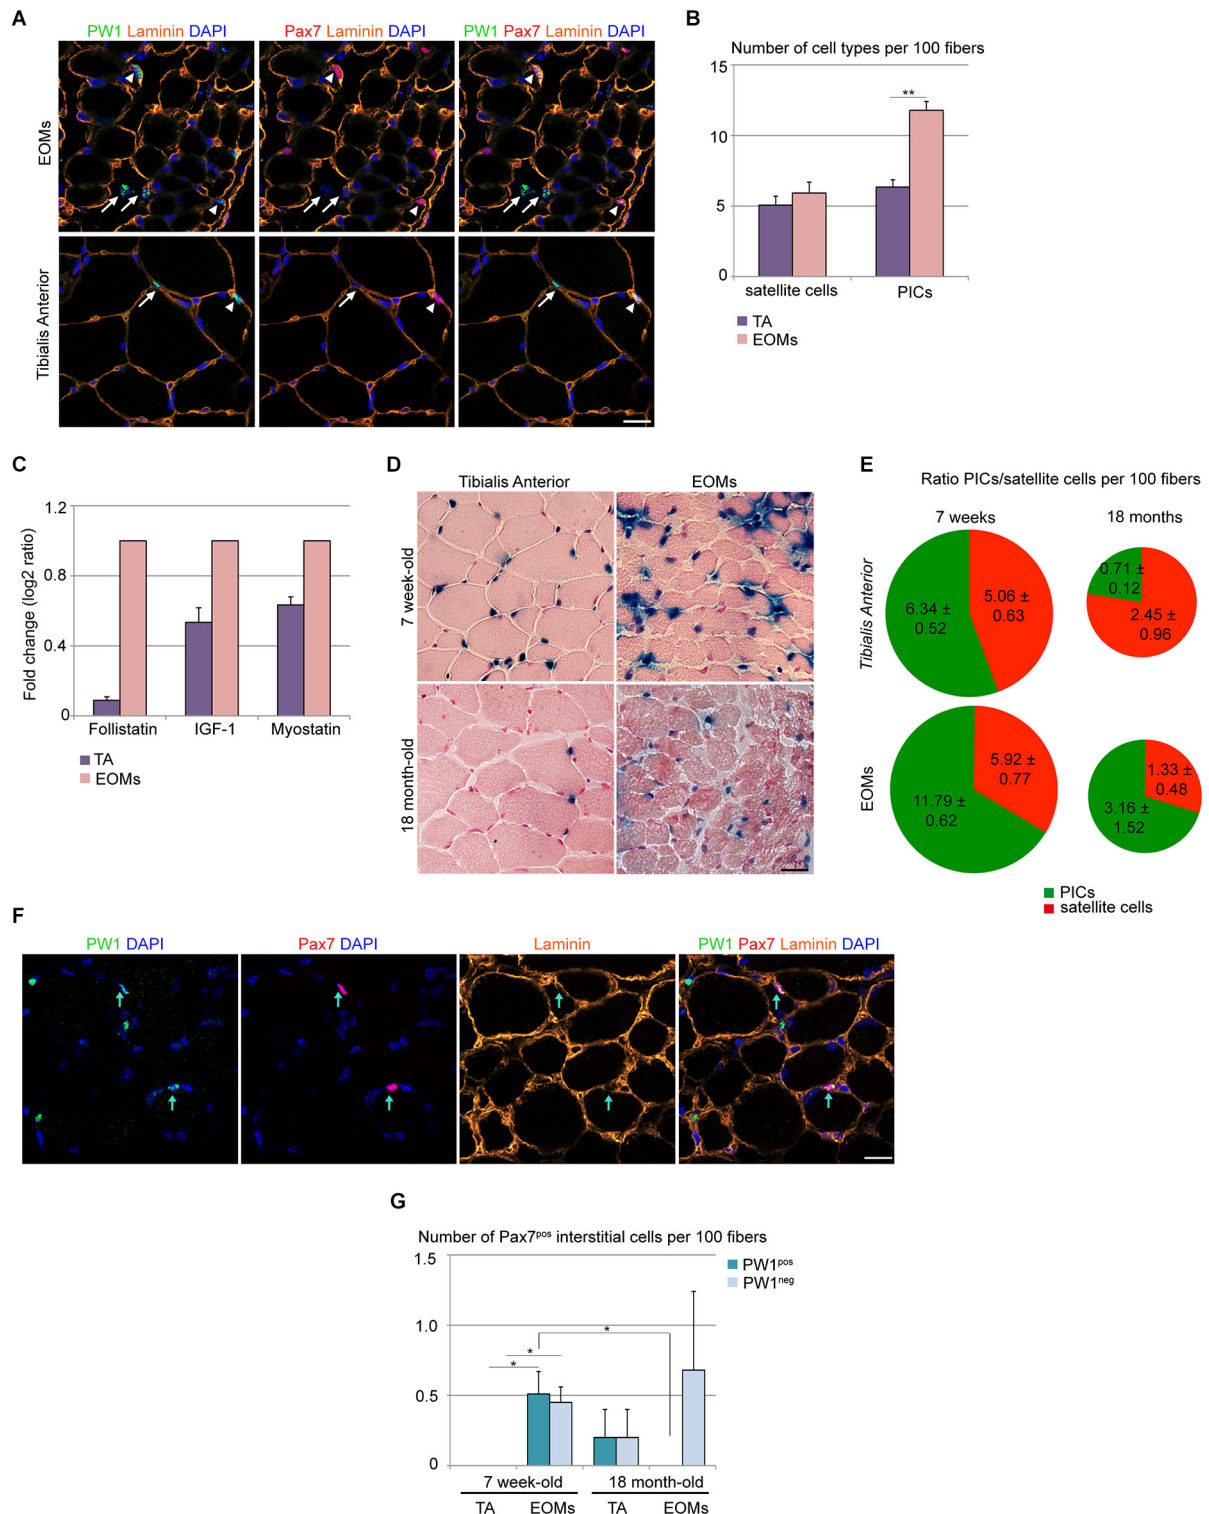 A
PW1 Laminin DAPI
Pax7 Laminin DAPI
PW1 Pax7 Laminin DAPI
EOMs
Tibialis Anterior
B
Number of cell types per 100 fibers
15
**
10
5
0
satellite cells
PICs
TA
EOMs
C
1.2
0.8
0.4
0
Fold change (log2 ratio)
Follistatin
IGF-1
Myostatin
TA
EOMs
D
Tibialis Anterior
EOMs
7 week-old
18 month-old
E
Ratio PICs/satellite cells per 100 fibers
7 weeks
18 months
Tibialis Anterior
6.34 ±
0.52
5.06 ±
0.63
0.71 ±
0.12
2.45 ±
0.96
EOMs
11.79 ±
0.62
5.92 ±
0.77
1.33 ±
0.48
3.16 ±
1.52
PICs
satellite cells
F
PW1 DAPI
Pax7 DAPI
Laminin
PW1 Pax7 Laminin DAPI
G
Number of Pax7pos interstitial cells per 100 fibers
1.5
1.0
0.5
0
*
*
*
PW1pos
PW1neg
7 week-old
18 month-old
TA
EOMs
TA
EOMs